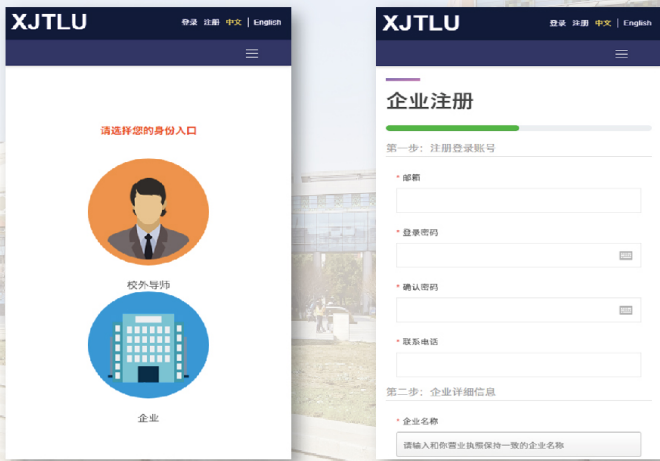 XJTLU
登录 注册 中文 | English
请选择您的身份入口
校外导师
企业
XJTLU
登录 注册 中文 | English
企业注册
第一步: 注册登录账号
* 邮箱
* 登录密码
* 确认密码
* 联系电话
第二步: 企业详细信息
* 企业名称
请输入和你营业执照保持一致的企业名称